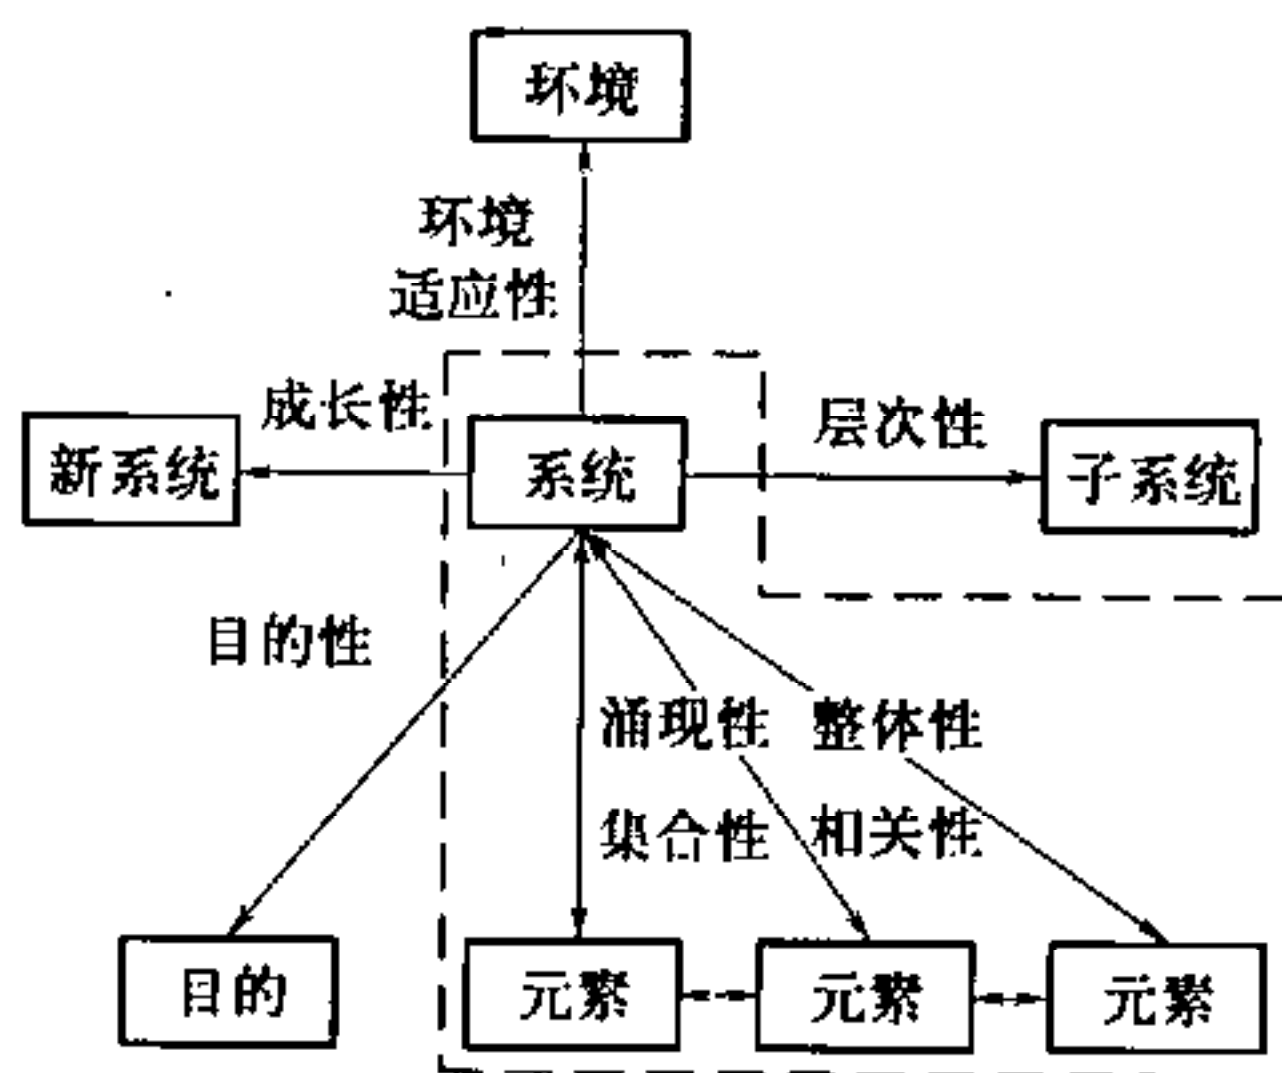 环境
环境
适应性
成长性
层次性
新系统
系统
子系统
目的性
涌现性
整体性
集合性
相关性
目的
元素
元素
元素